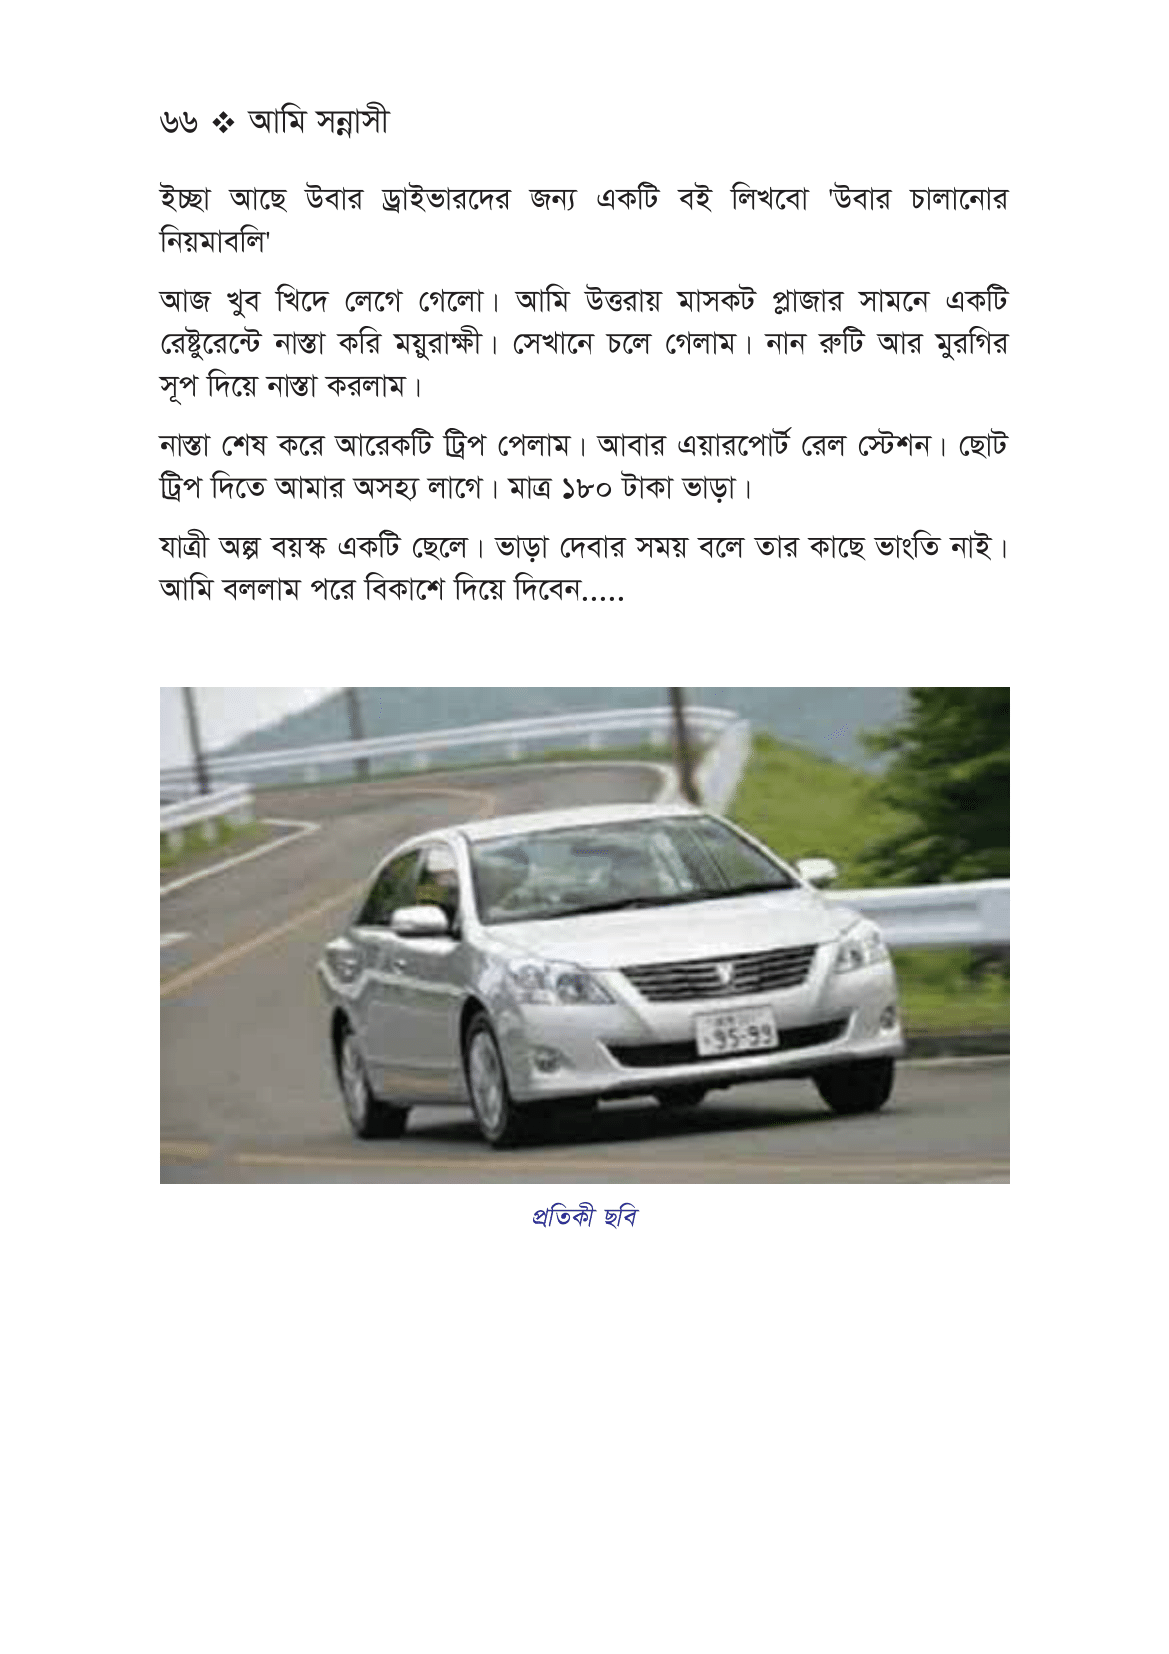 ৬৬ ❖ আমি সন্নাসী
ইচ্ছা আছে উবার ড্রাইভারদের জন্য একটি বই লিখবো 'উবার চালানোর
নিয়মাবলি'
আজ খুব খিদে লেগে গেলো। আমি উত্তরায় মাসকট প্লাজার সামনে একটি
রেষ্টুরেন্টে নাস্তা করি ময়ুরাক্ষী। সেখানে চলে গেলাম। নান রুটি আর মুরগির
সূপ দিয়ে নাস্তা করলাম।
নাস্তা শেষ করে আরেকটি ট্রিপ পেলাম। আবার এয়ারপোর্ট রেল স্টেশন। ছোট
ট্রিপ দিতে আমার অসহ্য লাগে। মাত্র ১৮০ টাকা ভাড়া।
যাত্রী অল্প বয়স্ক একটি ছেলে। ভাড়া দেবার সময় বলে তার কাছে ভাংতি নাই।
আমি বললাম পরে বিকাশে দিয়ে দিবেন.....
95-99
প্রতিকী ছবি